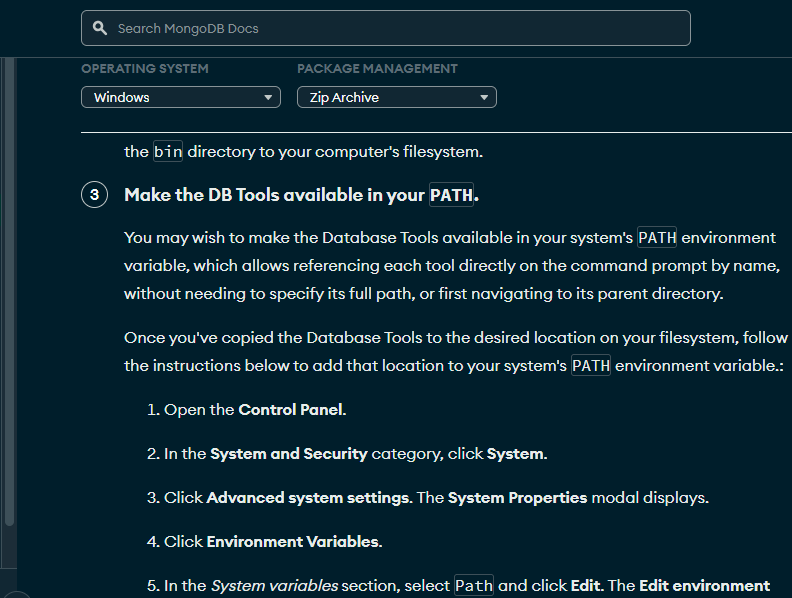 Search MongoDB Docs
OPERATING SYSTEM PACKAGE MANAGEMENT
Windows Zip Archive
the bin directory to your computer's filesystem.
3 Make the DB Tools available in your PATH.
You may wish to make the Database Tools available in your system's PATH environment
variable, which allows referencing each tool directly on the command prompt by name,
without needing to specify its full path, or first navigating to its parent directory.
Once you've copied the Database Tools to the desired location on your filesystem, follow
the instructions below to add that location to your system's PATH environment variable.:
1. Open the Control Panel.
2. In the System and Security category, click System.
3. Click Advanced system settings. The System Properties modal displays.
4. Click Environment Variables.
5. In the System variables section, select Path and click Edit. The Edit environment